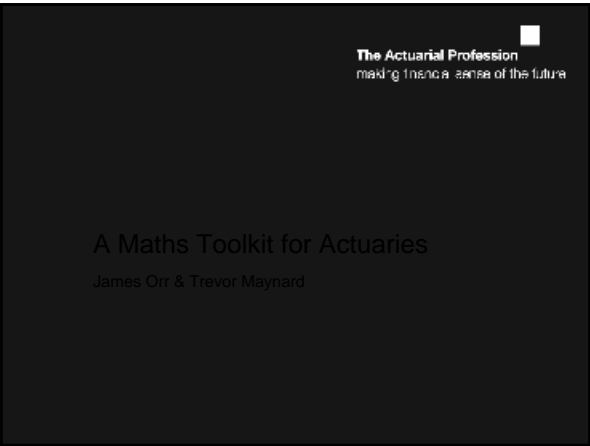 The Actuarial Profession
making financial sense of the future
A Maths Toolkit for Actuaries
James Orr & Trevor Maynard